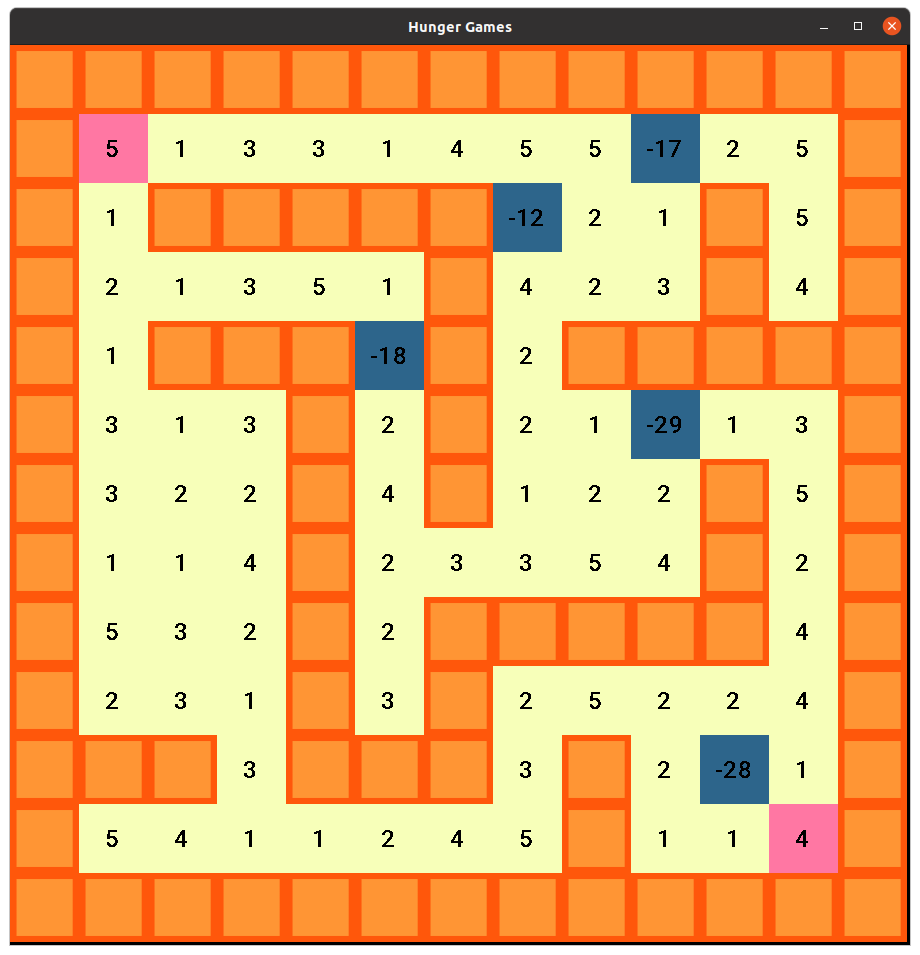 Hunger Games
5 1 3 3 1 4 5 5 -17 2 5
1 -12 2 1 5
2 1 3 5 1 4 2 3 4
1 -18 2
3 1 3 2 2 1 -29 1 3
3 2 2 4 1 2 2 5
1 1 4 2 3 3 5 4 2
5 3 2 2 4
2 3 1 3 2 5 2 2 4
3 3 2 -28 1
5 4 1 1 2 4 5 1 1 4